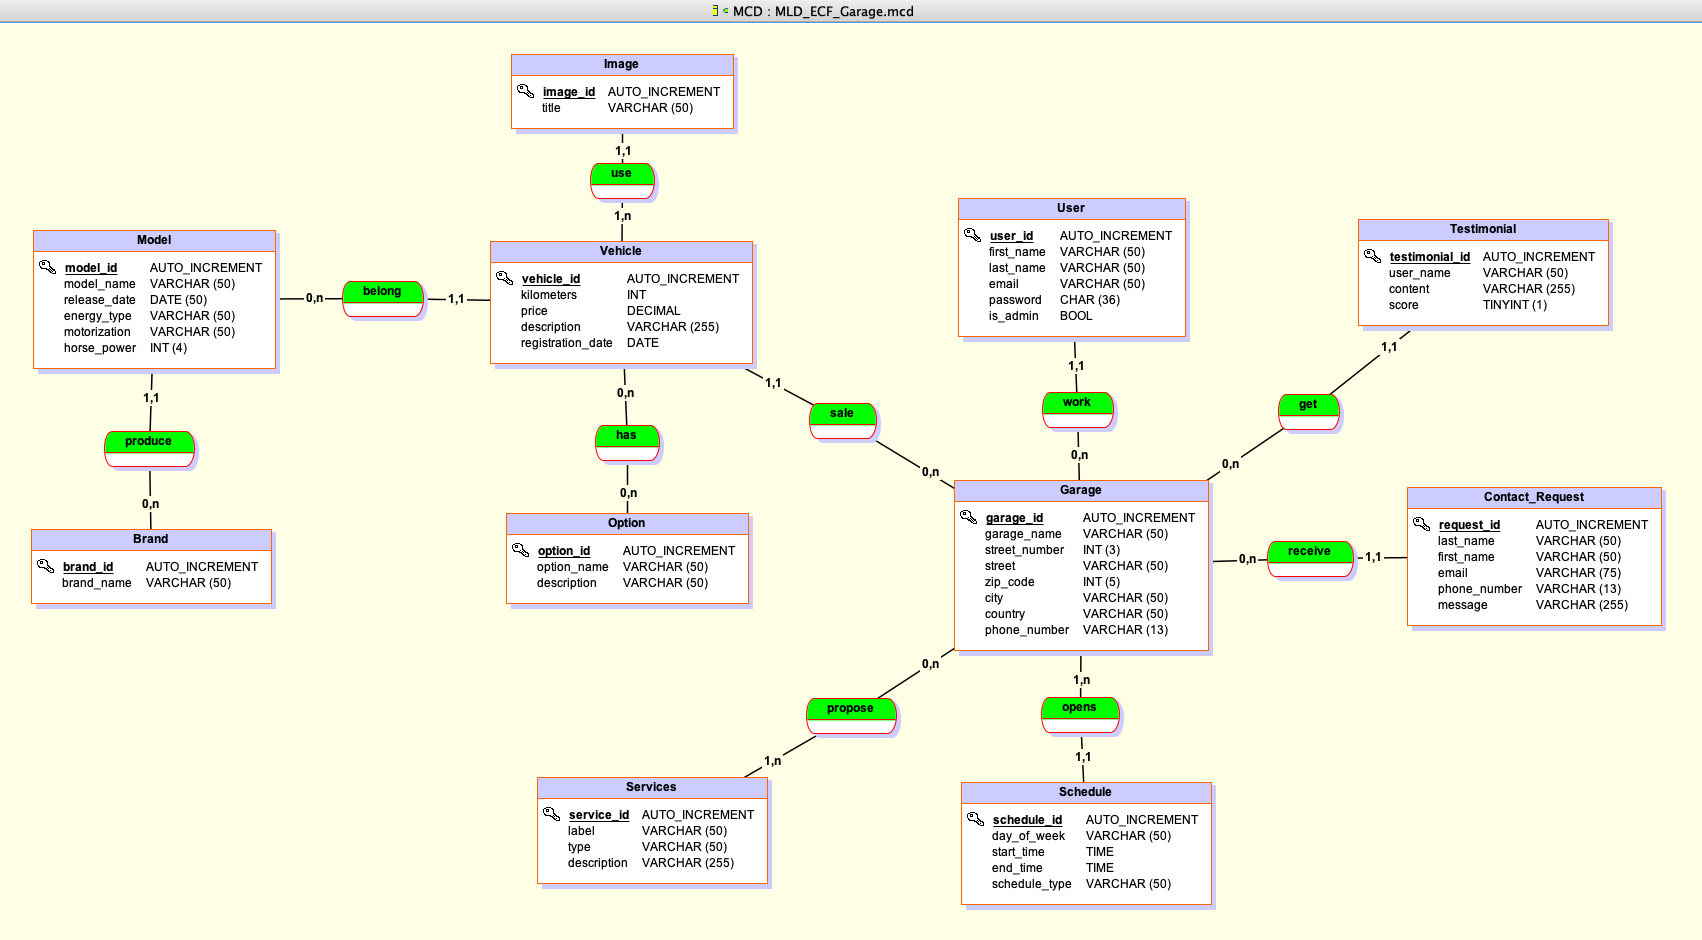 MCD : MLD_ECF_Garage.mcd
Image
image_id AUTO_INCREMENT
title VARCHAR (50)
1,1
use
1,n
Model
model_id AUTO_INCREMENT
model_name VARCHAR (50)
release_date DATE (50)
energy_type VARCHAR (50)
motorization VARCHAR (50)
horse_power INT (4)
0,n
belong
1,1
Vehicle
vehicle_id AUTO_INCREMENT
kilometers INT
price DECIMAL
description VARCHAR (255)
registration_date DATE
User
user_id AUTO_INCREMENT
first_name VARCHAR (50)
last_name VARCHAR (50)
email VARCHAR (50)
password CHAR (36)
is_admin BOOL
Testimonial
testimonial_id AUTO_INCREMENT
user_name VARCHAR (50)
content VARCHAR (255)
score TINYINT (1)
1,1
produce
0,n
Brand
brand_id AUTO_INCREMENT
brand_name VARCHAR (50)
0,n
has
0,n
Option
option_id AUTO_INCREMENT
option_name VARCHAR (50)
description VARCHAR (50)
1,1
sale
0,n
1,1
work
0,n
1,1
get
0,n
Garage
garage_id AUTO_INCREMENT
garage_name VARCHAR (50)
street_number INT (3)
street VARCHAR (50)
zip_code INT (5)
city VARCHAR (50)
country VARCHAR (50)
phone_number VARCHAR (13)
0,n
receive
1,1
Contact_Request
request_id AUTO_INCREMENT
last_name VARCHAR (50)
first_name VARCHAR (50)
email VARCHAR (75)
phone_number VARCHAR (13)
message VARCHAR (255)
0,n
propose
1,n
Services
service_id AUTO_INCREMENT
label VARCHAR (50)
type VARCHAR (50)
description VARCHAR (255)
1,n
opens
1,1
Schedule
schedule_id AUTO_INCREMENT
day_of_week VARCHAR (50)
start_time TIME
end_time TIME
schedule_type VARCHAR (50)